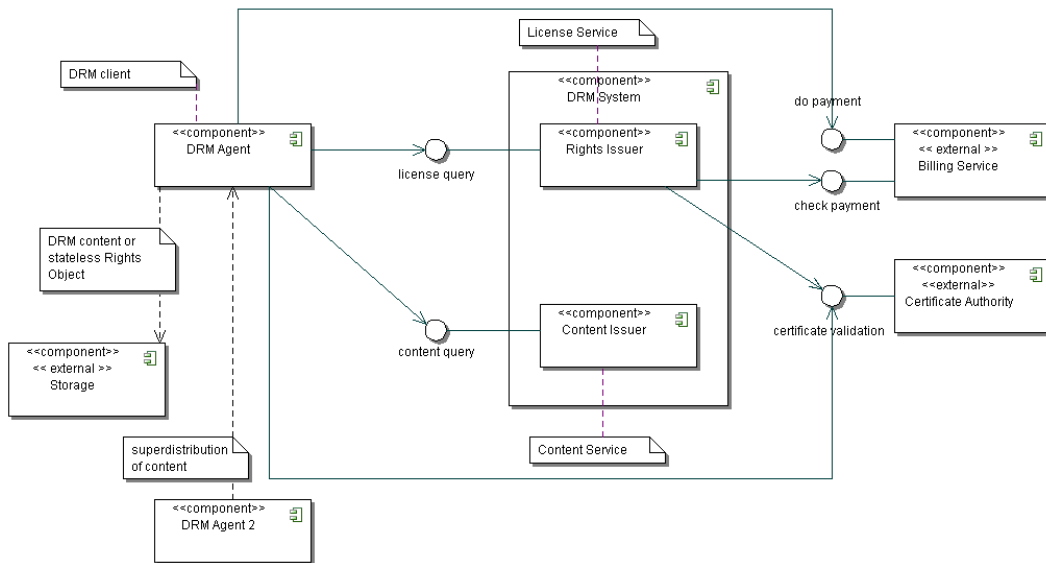 License Service
DRM client
<<component>>
DRM System
do payment
<<component>>
DRM Agent
<<component>>
Rights Issuer
<<component>>
<< external >>
Billing Service
license query
check payment
DRM content or
stateless Rights
Object
<<component>>
<<external>>
Certificate Authority
<<component>>
Content Issuer
certificate validation
content query
<<component>>
<< external >>
Storage
superdistribution
of content
Content Service
<<component>>
DRM Agent 2